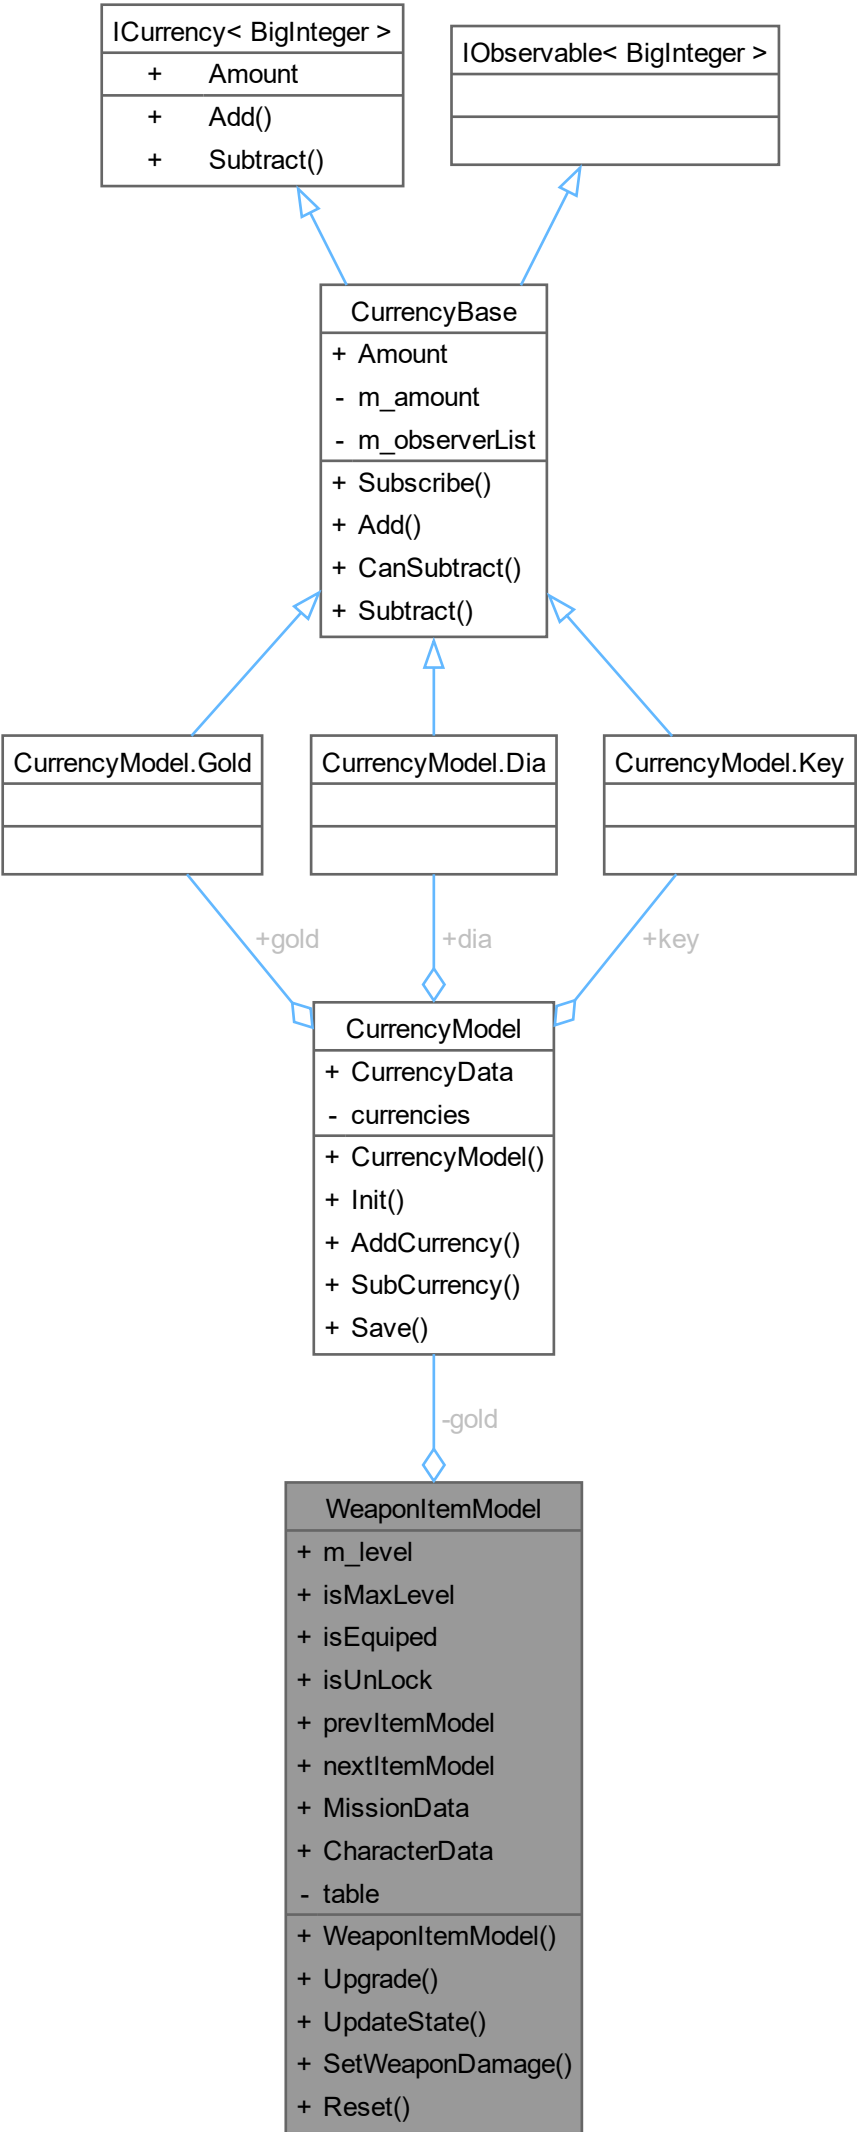 ICurrency< BigInteger >
+ Amount
+ Add()
+ Subtract()
IObservable< BigInteger >
CurrencyBase
+ Amount
- m_amount
- m_observerList
+ Subscribe()
+ Add()
+ CanSubtract()
+ Subtract()
CurrencyModel.Gold
CurrencyModel.Dia
CurrencyModel.Key
+gold
+dia
+key
CurrencyModel
+ CurrencyData
- currencies
+ CurrencyModel()
+ Init()
+ AddCurrency()
+ SubCurrency()
+ Save()
-gold
WeaponItemModel
+ m_level
+ isMaxLevel
+ isEquiped
+ isUnLock
+ prevItemModel
+ nextItemModel
+ MissionData
+ CharacterData
- table
+ WeaponItemModel()
+ Upgrade()
+ UpdateState()
+ SetWeaponDamage()
+ Reset()